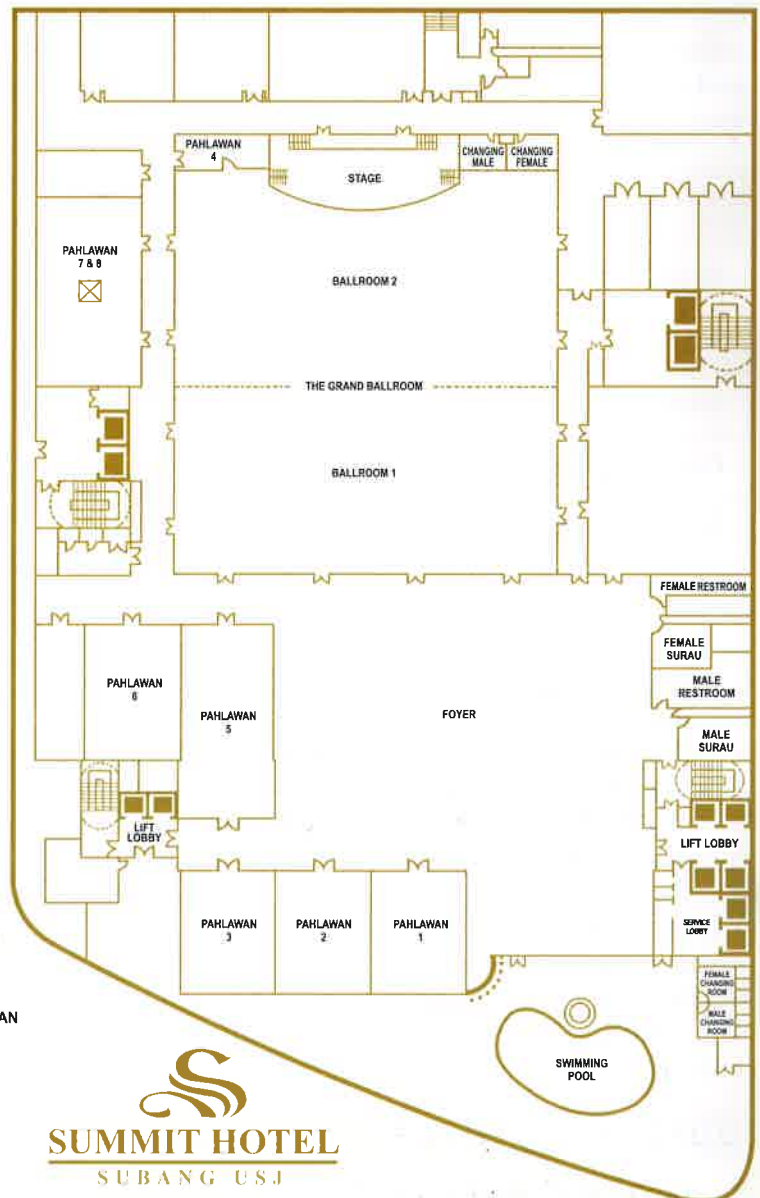 PAHLAWAN
4
STAGE
CHANGING
MALE
CHANGING
FEMALE
PAHLAWAN
7 & 8
BALLROOM 2
THE GRAND BALLROOM
BALLROOM 1
FEMALE RESTROOM
FEMALE
SURAU
MALE
RESTROOM
MALE
SURAU
PAHLAWAN
6
PAHLAWAN
5
FOYER
LIFT
LOBBY
LIFT LOBBY
PAHLAWAN
3
PAHLAWAN
2
PAHLAWAN
1
SERVICE
LOBBY
FEMALE
CHANGING
ROOM
MALE
CHANGING
ROOM
AN
SWIMMING
POOL
SUMMIT HOTEL
SUBANG USJ